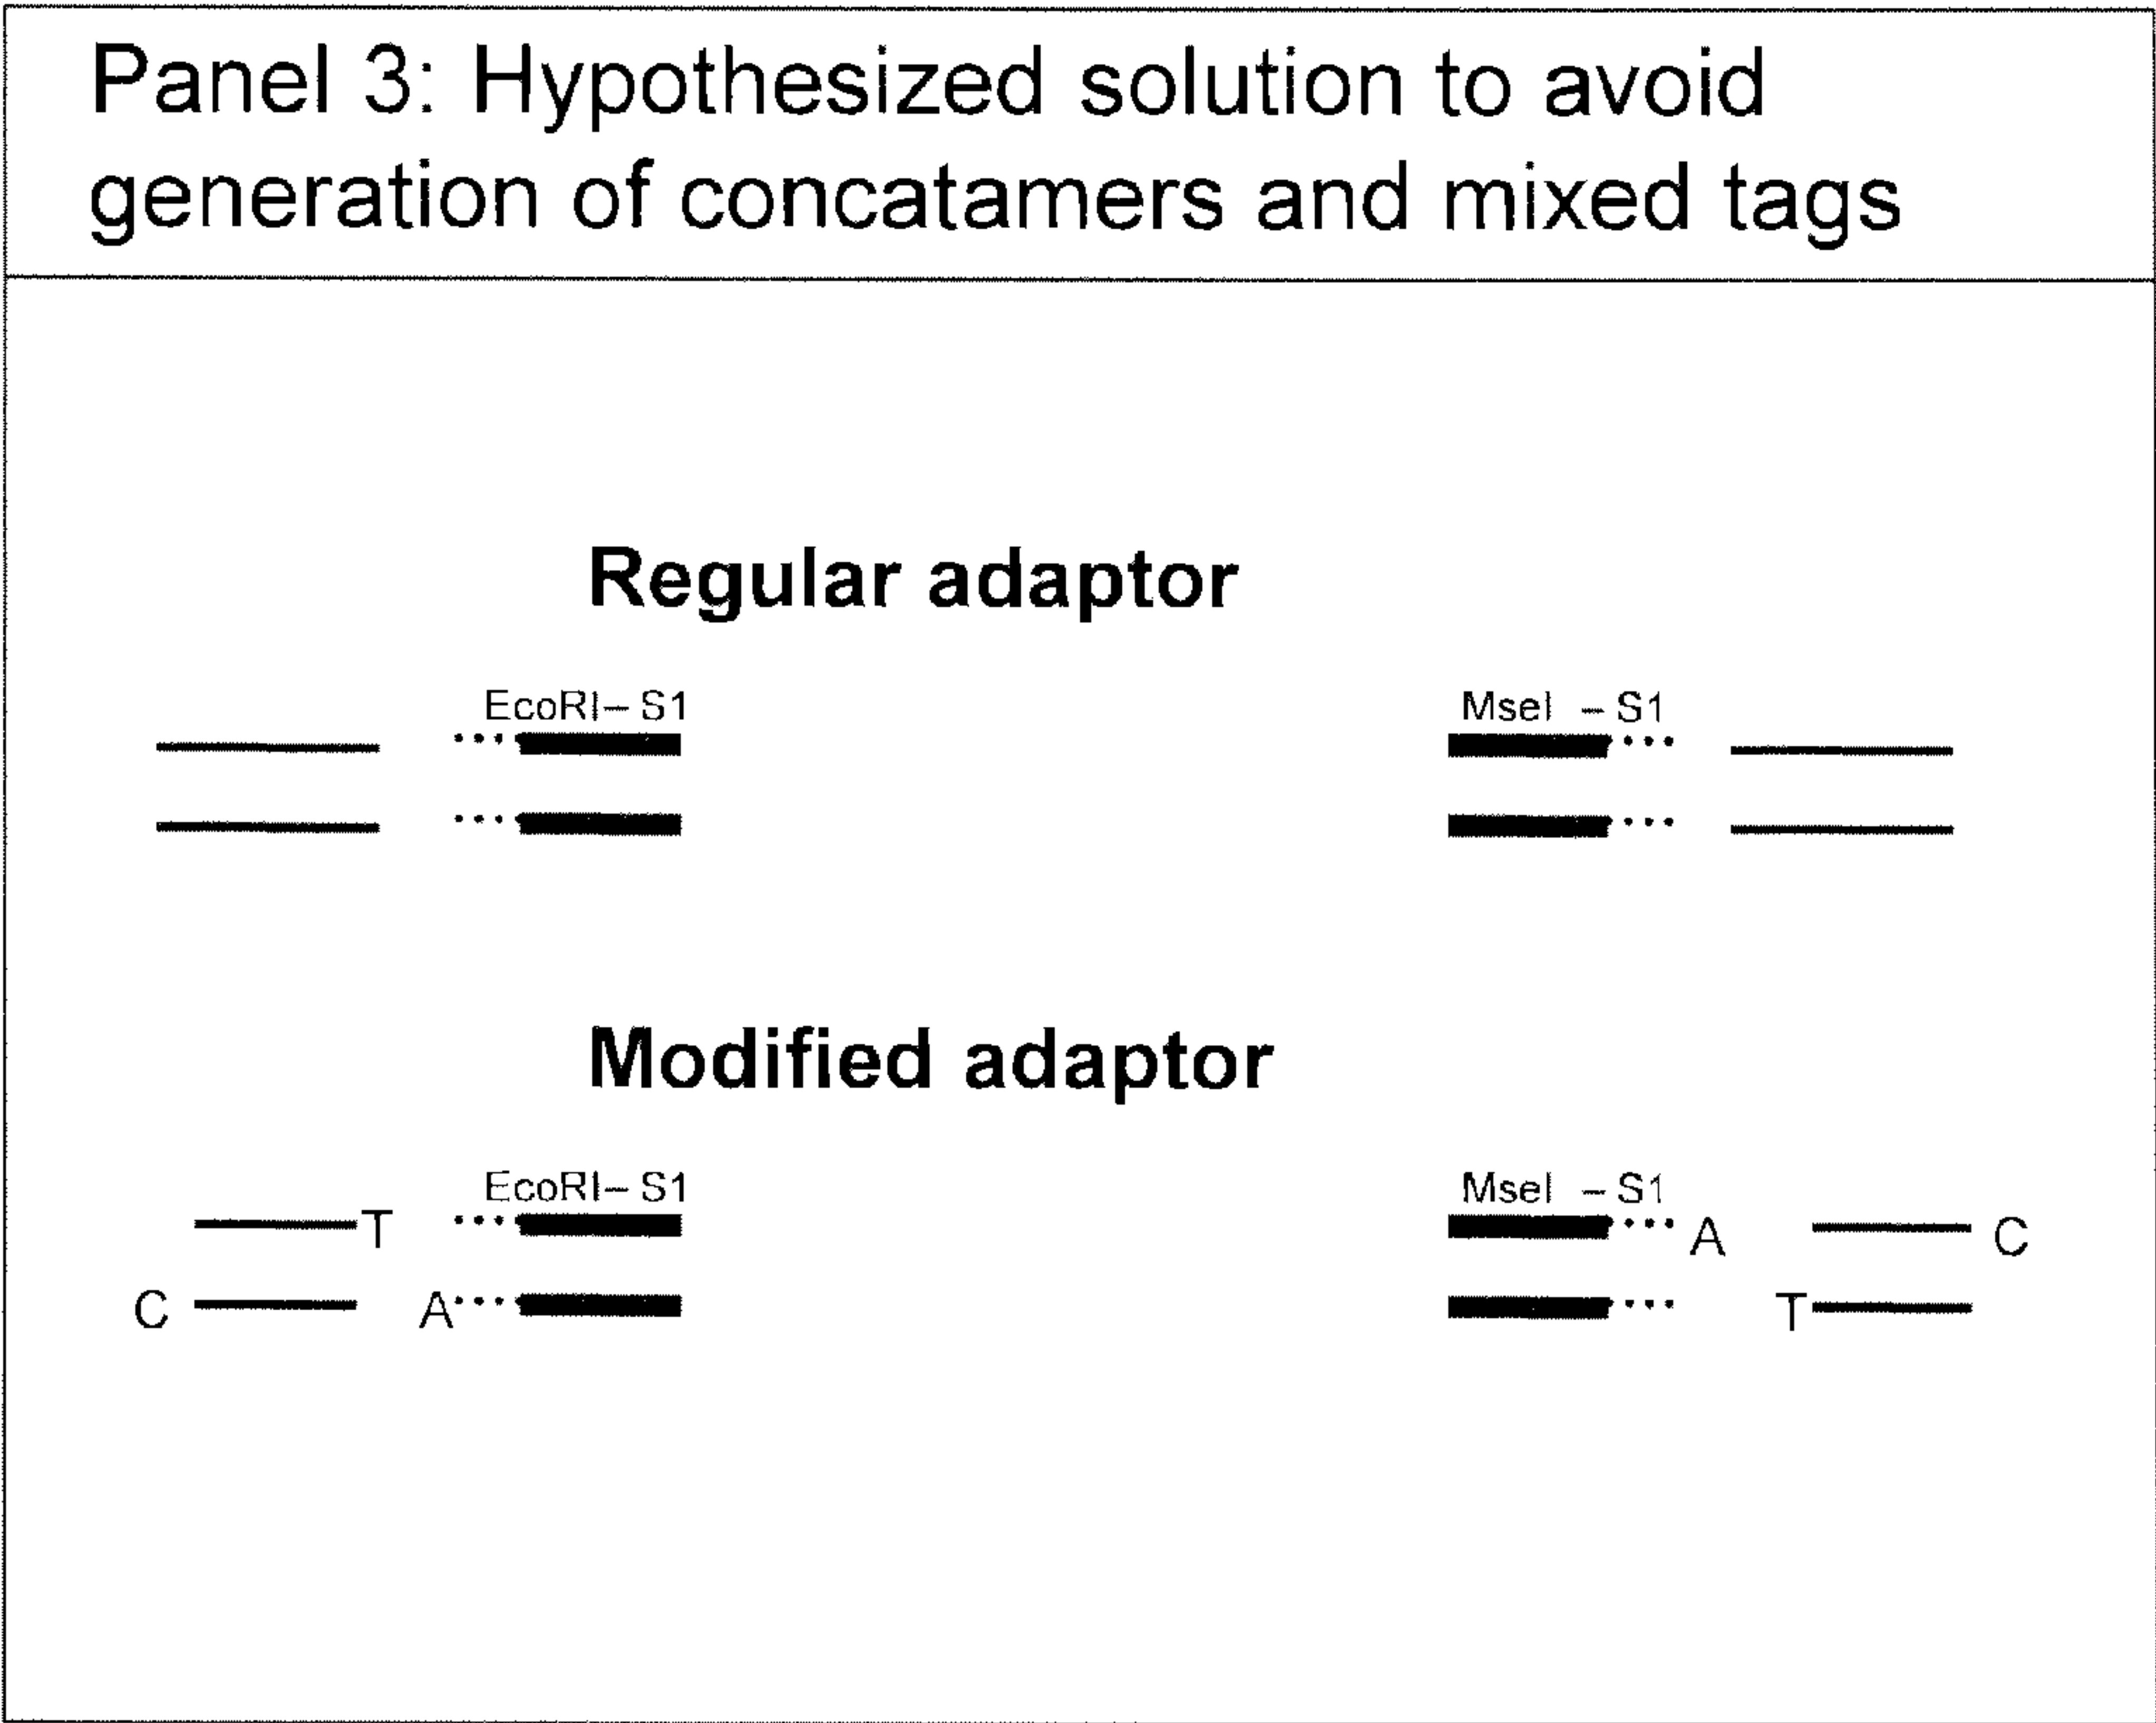 Panel 3: Hypothesized solution to avoid
generation of concatamers and mixed tags
Regular adaptor
EcoRI– S1 MseI – S1
Modified adaptor
EcoRI– S1 MseI – S1
T A C
C A T